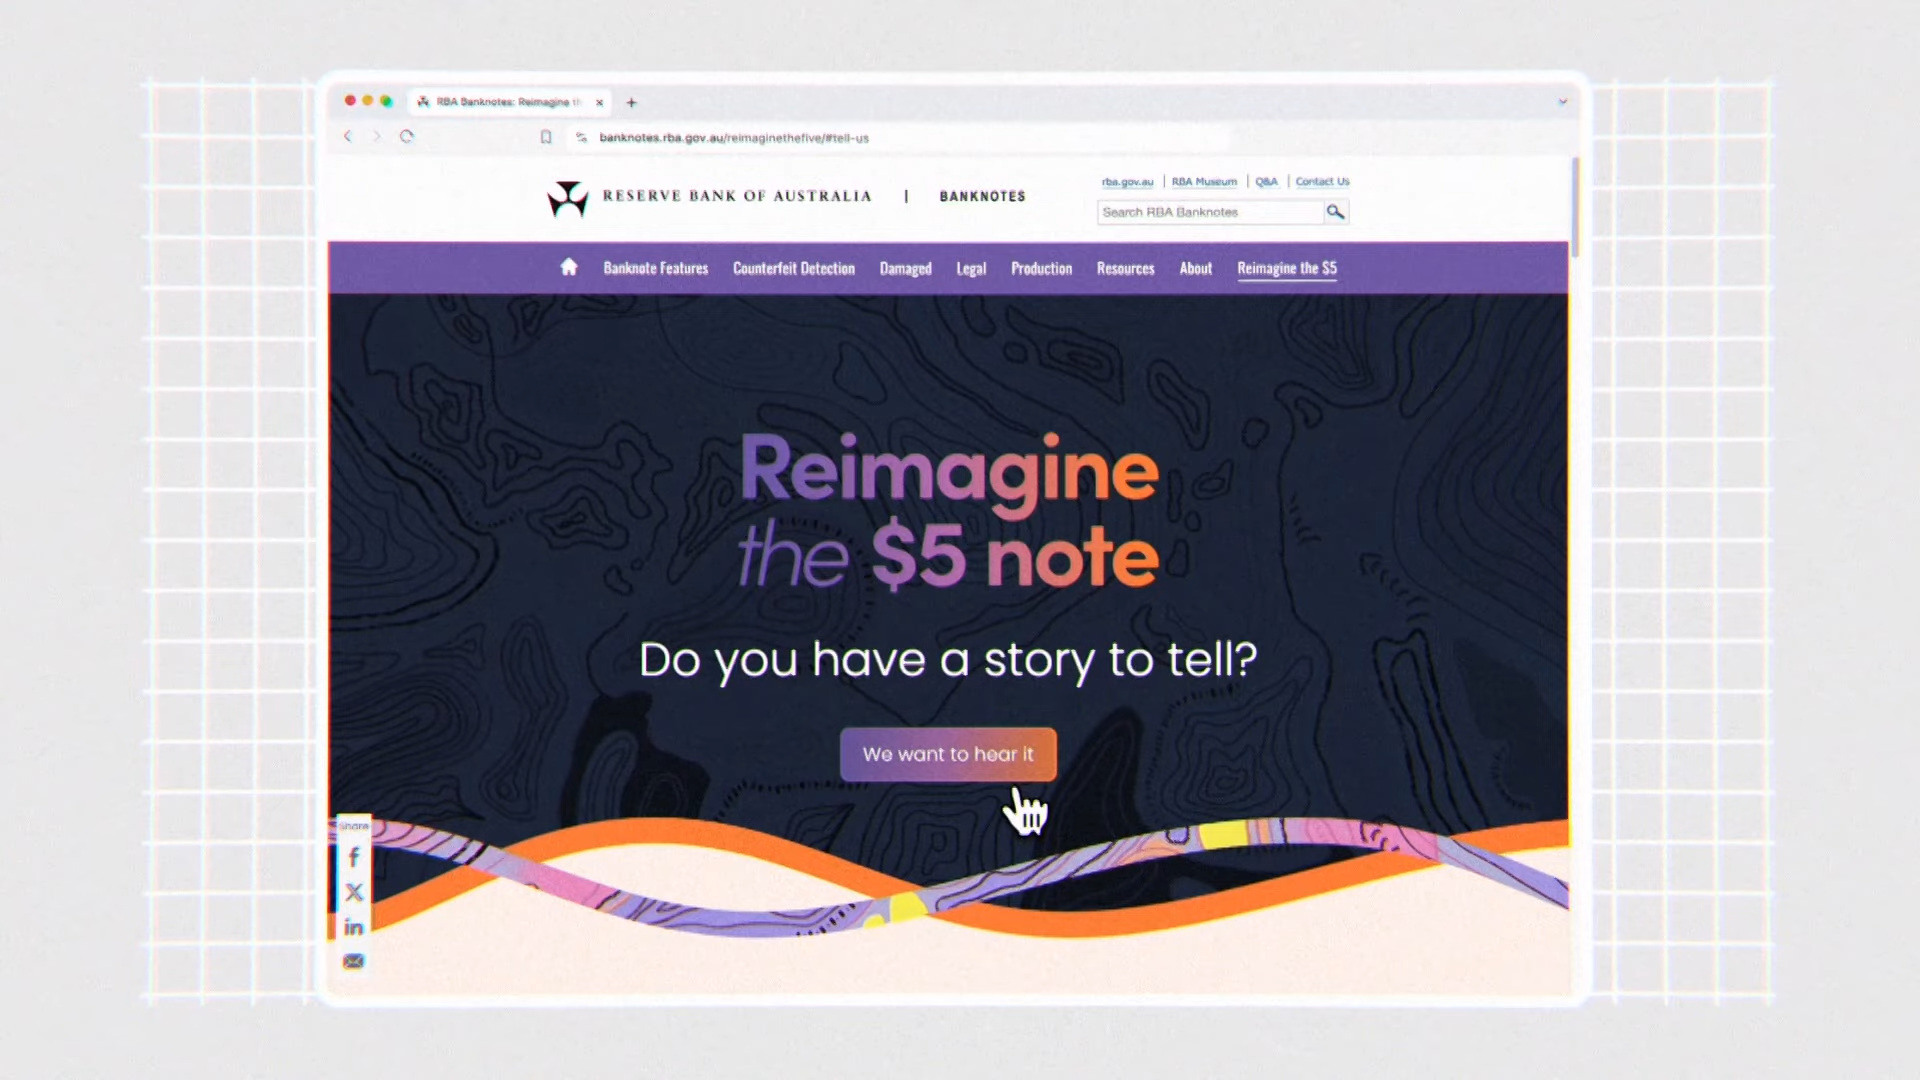 RBA Banknotes: Reimagine th
banknotes.rba.gov.au/reimaginethefive/#tell-us
RESERVE BANK OF AUSTRALIA | BANKNOTES
rba.gov.au | RBA Museum | Q&A | Contact Us
Search RBA Banknotes
Banknote Features Counterfeit Detection Damaged Legal Production Resources About Reimagine the $5
Reimagine
the $5 note
Do you have a story to tell?
We want to hear it
Share